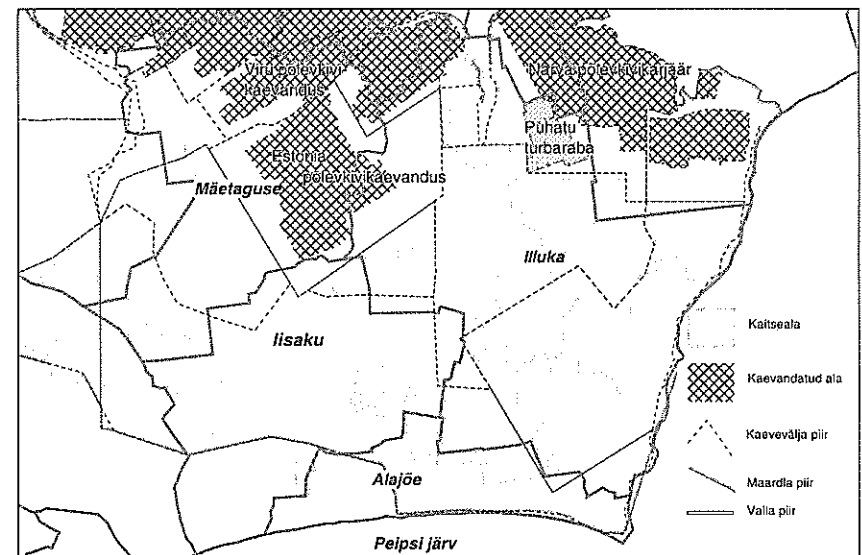 Viru põlevkivi
kaevandus
Narva põlevkivikarjäär
Puhatu
turbaraba
Estonia
põlevkivikaevandus
Mäetaguse
Illuka
Iisaku
Kaitseala
Kaevandatud ala
Kaevevälja piir
Alajõe
Maardla piir
Valla piir
Peipsi järv